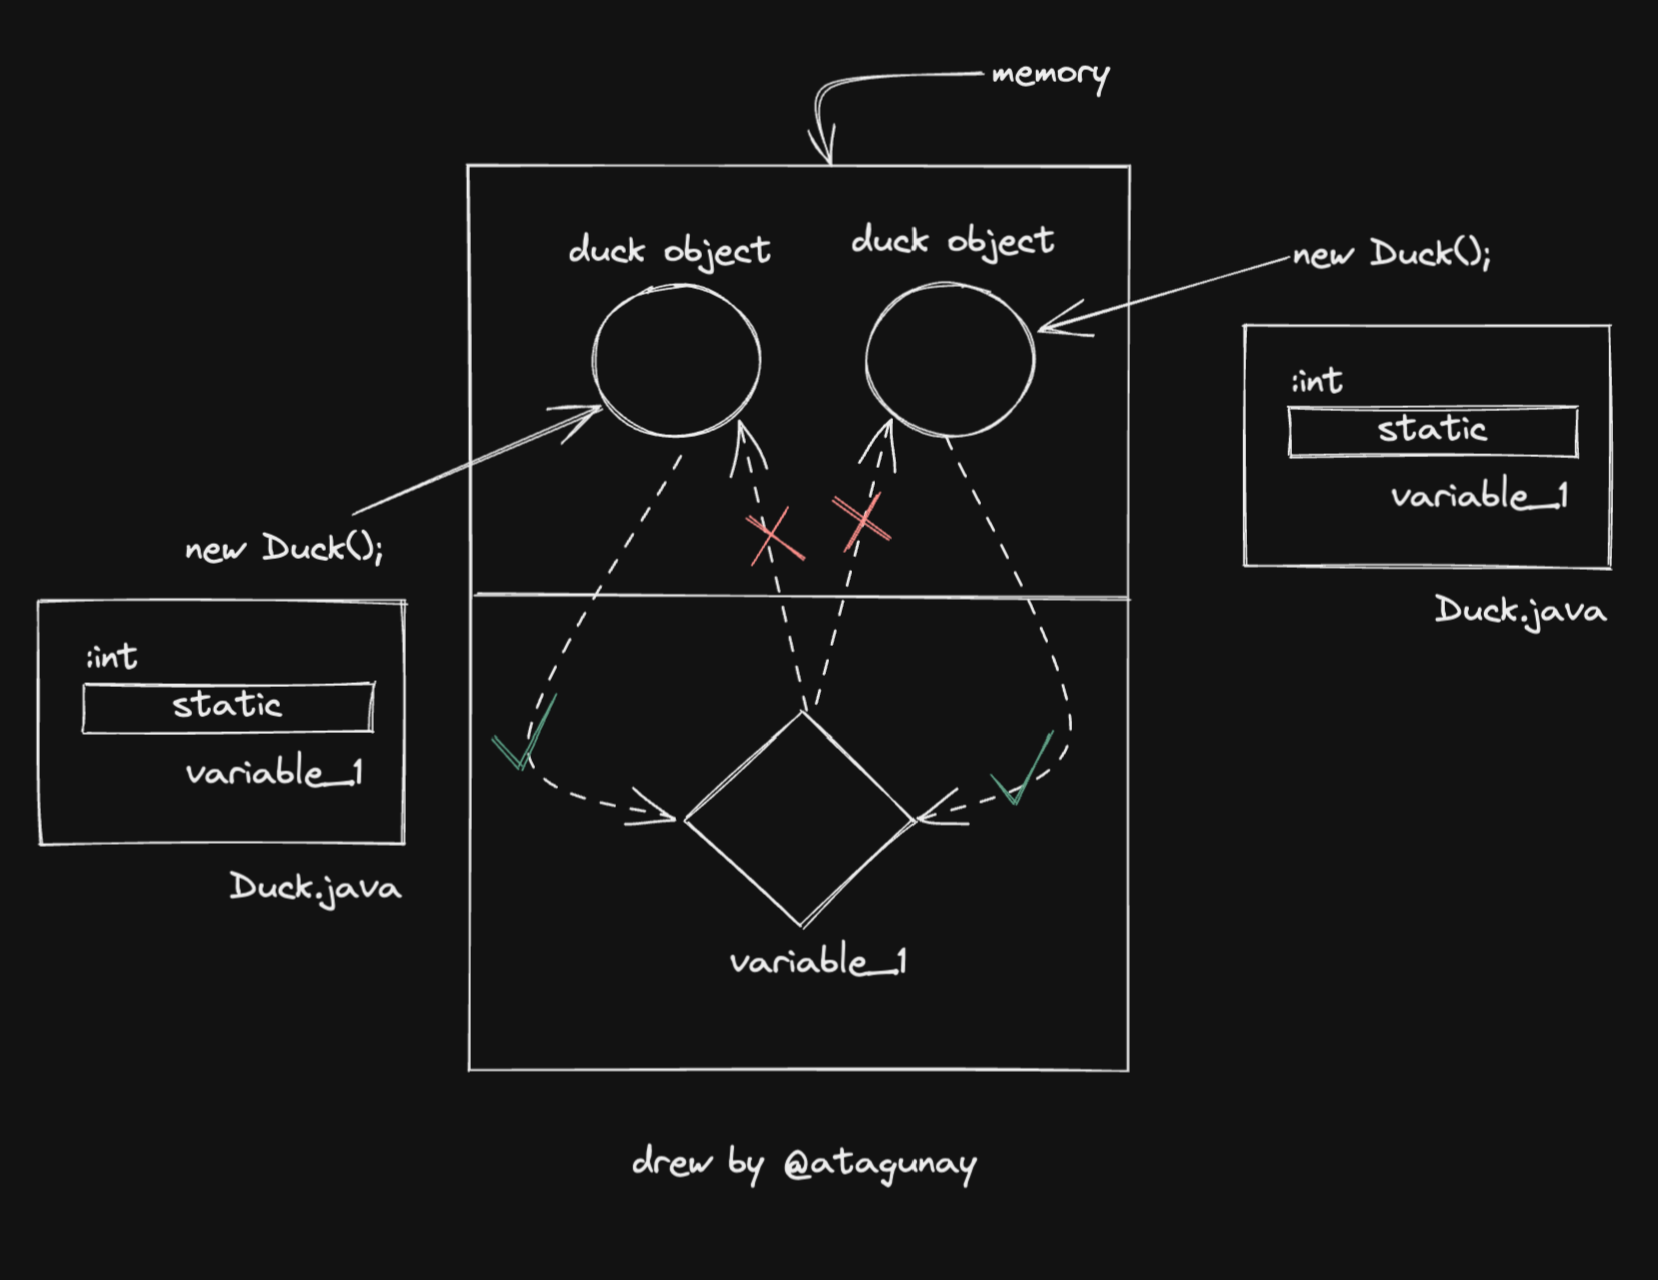 memory
duck object
duck object
new Duck();
:int
static
variable_1
Duck.java
new Duck();
:int
static
variable_1
Duck.java
variable_1
drew by @atagunay